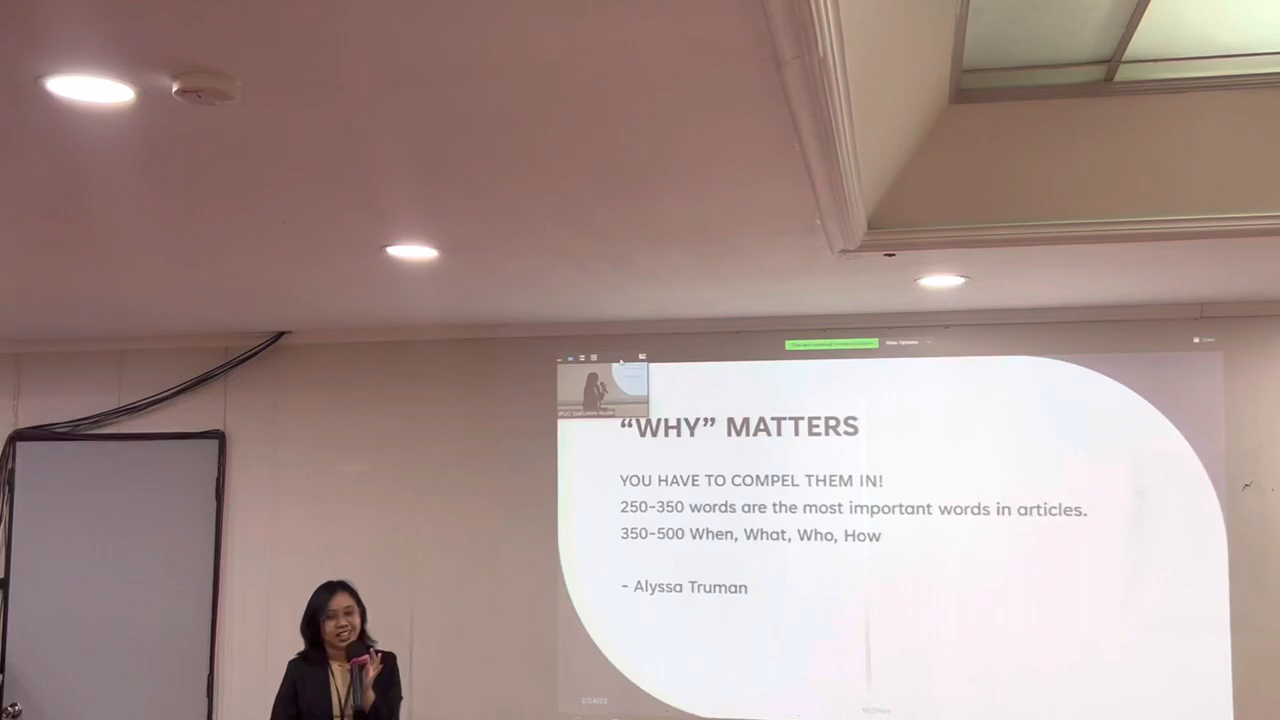 “WHY” MATTERS
YOU HAVE TO COMPEL THEM IN!
250-350 words are the most important words in articles.
350-500 When, What, Who, How
- Alyssa Truman